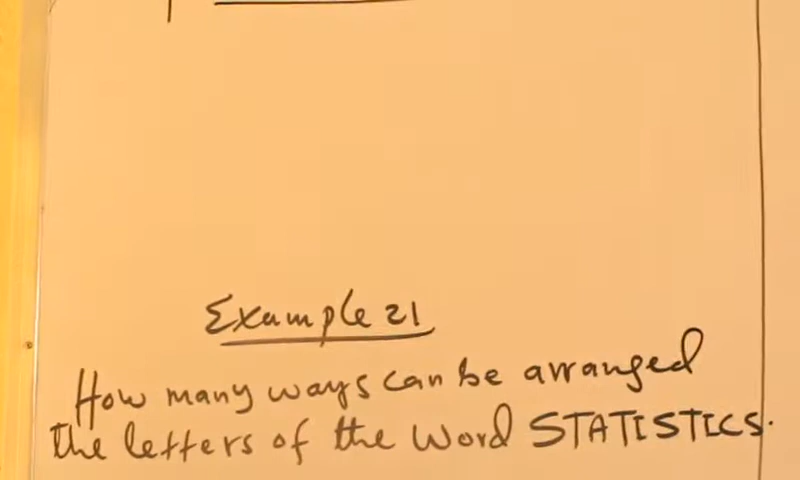 Example 21
How many ways can be arranged
the letters of the word STATISTICS.